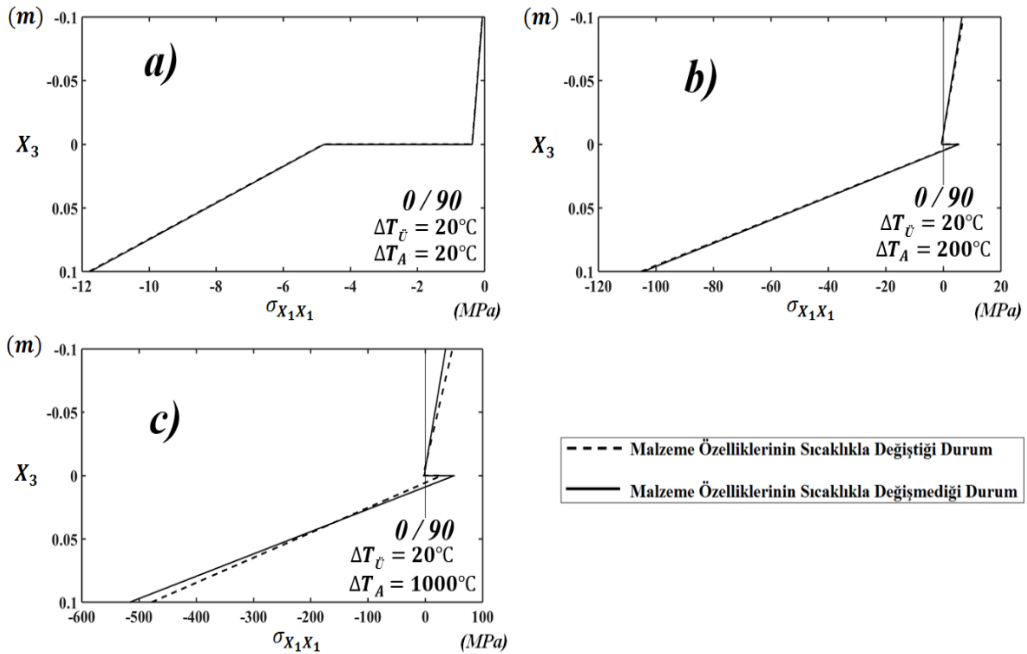 (m)
-0.1
-0.05
X₃ 0
0.05
0.1
-12 -10 -8 -6 -4 -2 0
σX₁X₁ (MPa)
a)
0 / 90
ΔT_Ü = 20°C
ΔT_A = 20°C
(m)
-0.1
-0.05
X₃ 0
0.05
0.1
-120 -100 -80 -60 -40 -20 0 20
σX₁X₁ (MPa)
b)
0 / 90
ΔT_Ü = 20°C
ΔT_A = 200°C
(m)
-0.1
-0.05
X₃ 0
0.05
0.1
-600 -500 -400 -300 -200 -100 0 100
σX₁X₁ (MPa)
c)
0 / 90
ΔT_Ü = 20°C
ΔT_A = 1000°C
Malzeme Özelliklerinin Sıcaklıkla Değiştiği Durum
Malzeme Özelliklerinin Sıcaklıkla Değişmediği Durum